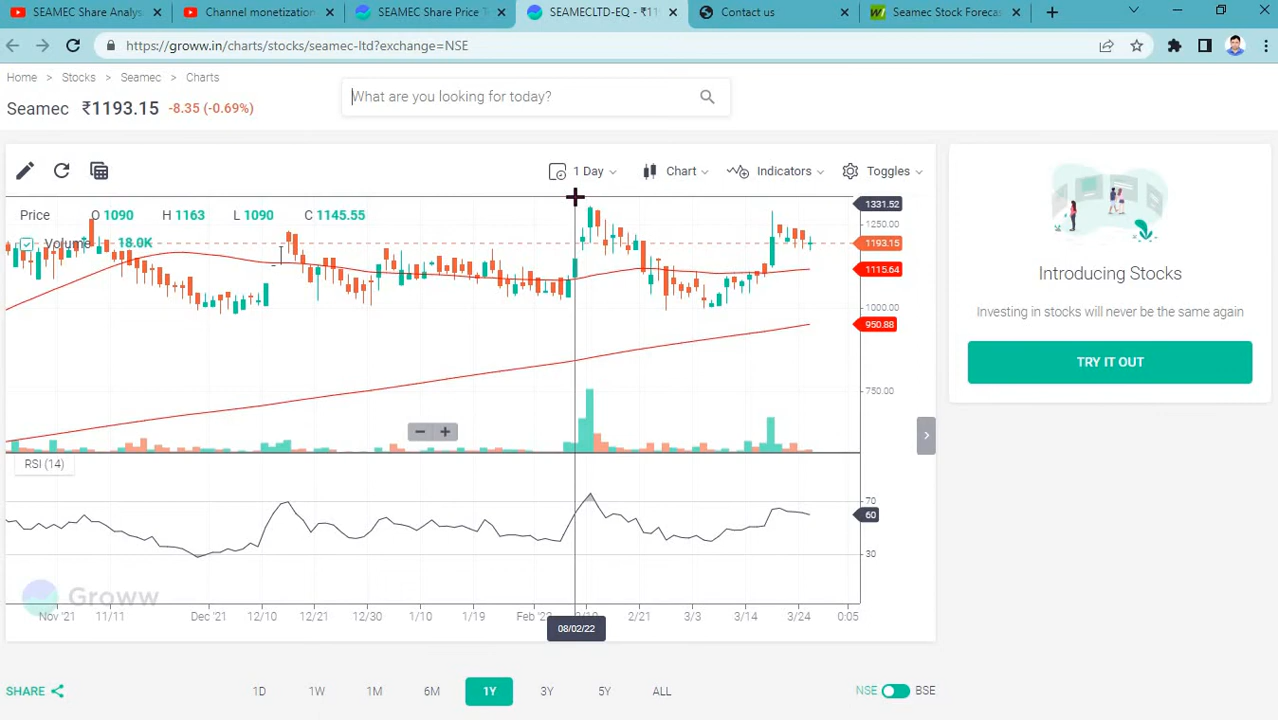 SEAMEC Share Analys
Channel monetization
SEAMEC Share Price T
SEAMECLTD-EQ - ₹11
Contact us
Seamec Stock Foreca
https://groww.in/charts/stocks/seamec-ltd?exchange=NSE
Home > Stocks > Seamec > Charts
What are you looking for today?
Seamec ₹1193.15 -8.35 (-0.69%)
1 Day
Chart
Indicators
Toggles
Price O 1090 H 1163 L 1090 C 1145.55
Volume 18.0K
1331.52
1250.00
1193.15
1115.64
1000.00
950.88
750.00
RSI (14)
70
60
30
Groww
Nov '21 11/11 Dec '21 12/10 12/21 12/30 1/10 1/19 Feb '22 2/21 3/3 3/14 3/24 0:05
08/02/22
Introducing Stocks
Investing in stocks will never be the same again
TRY IT OUT
SHARE
1D 1W 1M 6M 1Y 3Y 5Y ALL
NSE BSE